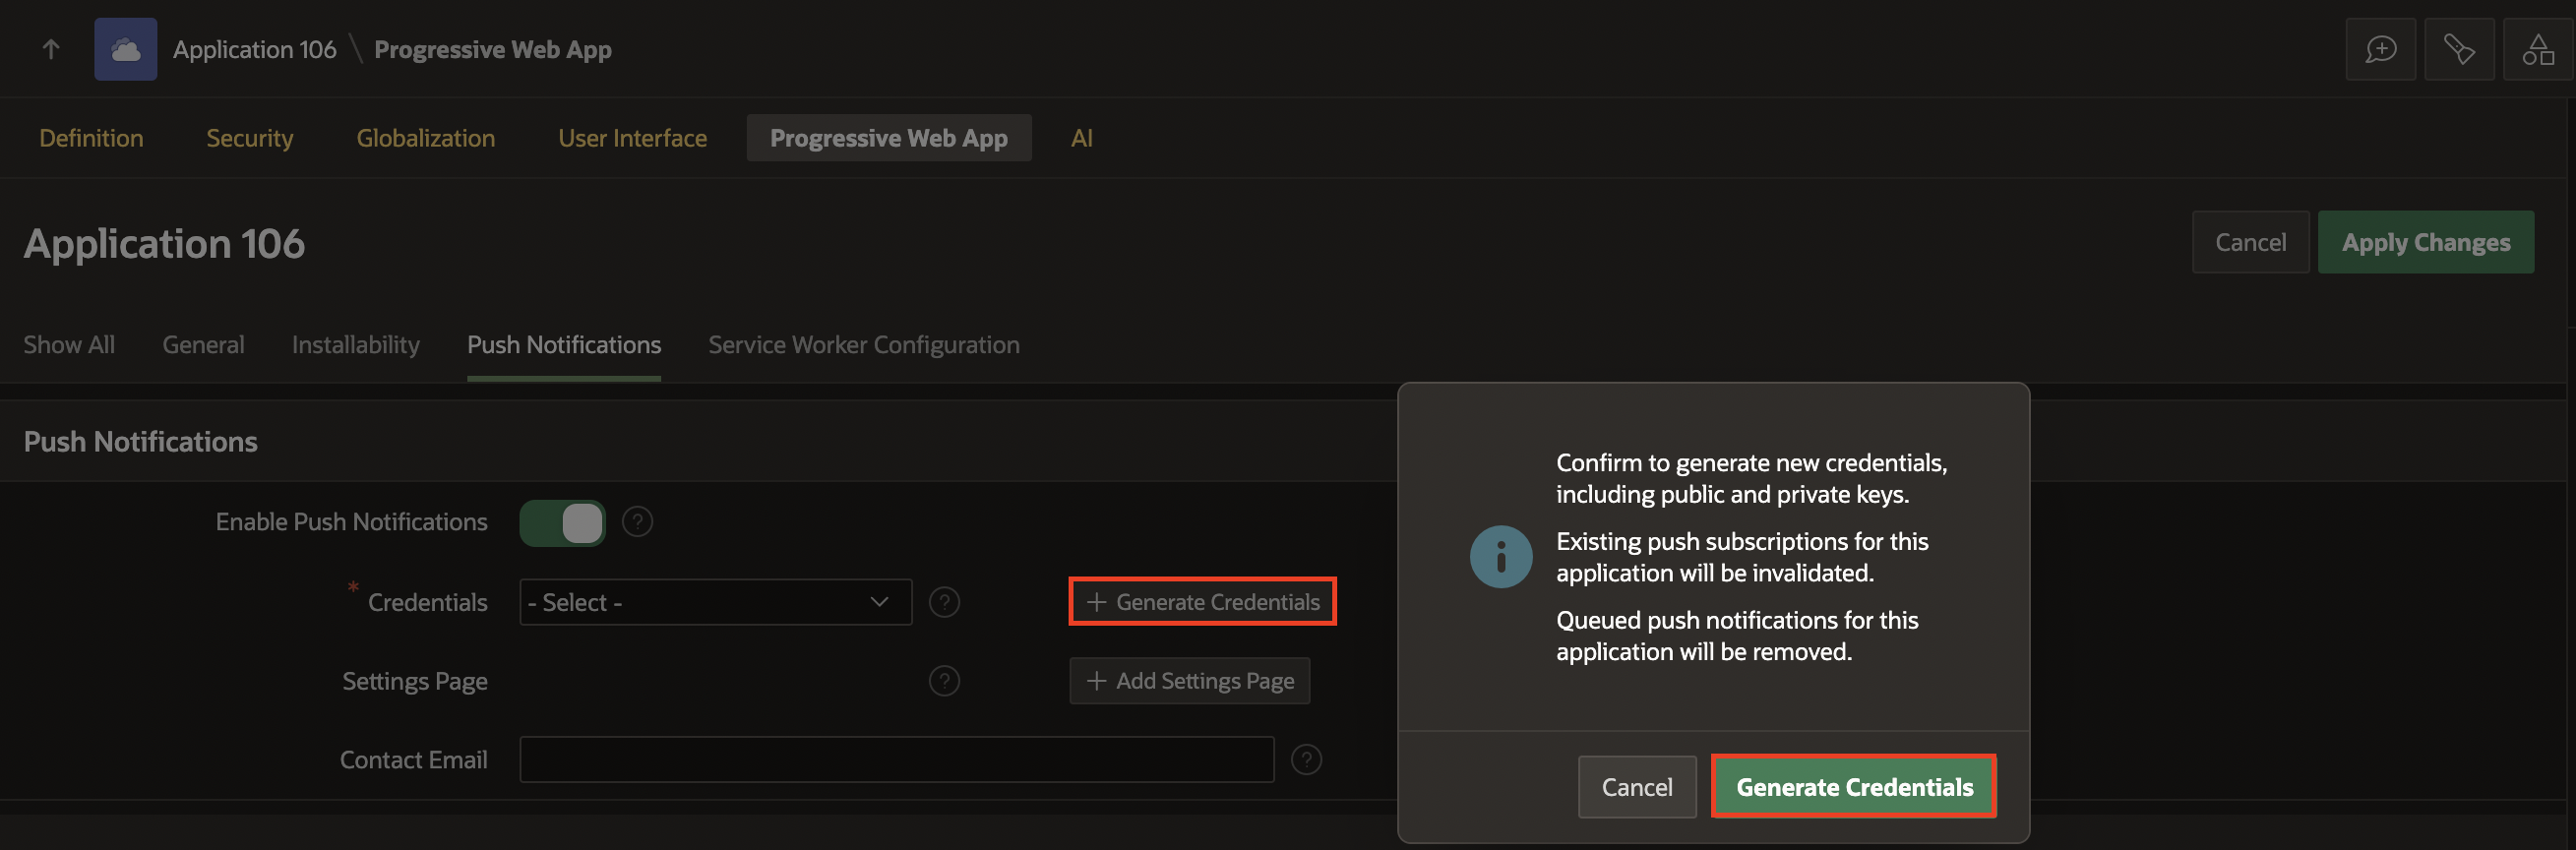 Application 106 \ Progressive Web App
Definition Security Globalization User Interface Progressive Web App AI
Application 106
Cancel Apply Changes
Show All General Installability Push Notifications Service Worker Configuration
Push Notifications
Enable Push Notifications
* Credentials - Select - + Generate Credentials
Settings Page + Add Settings Page
Contact Email
Confirm to generate new credentials,
including public and private keys.
Existing push subscriptions for this
application will be invalidated.
Queued push notifications for this
application will be removed.
Cancel Generate Credentials